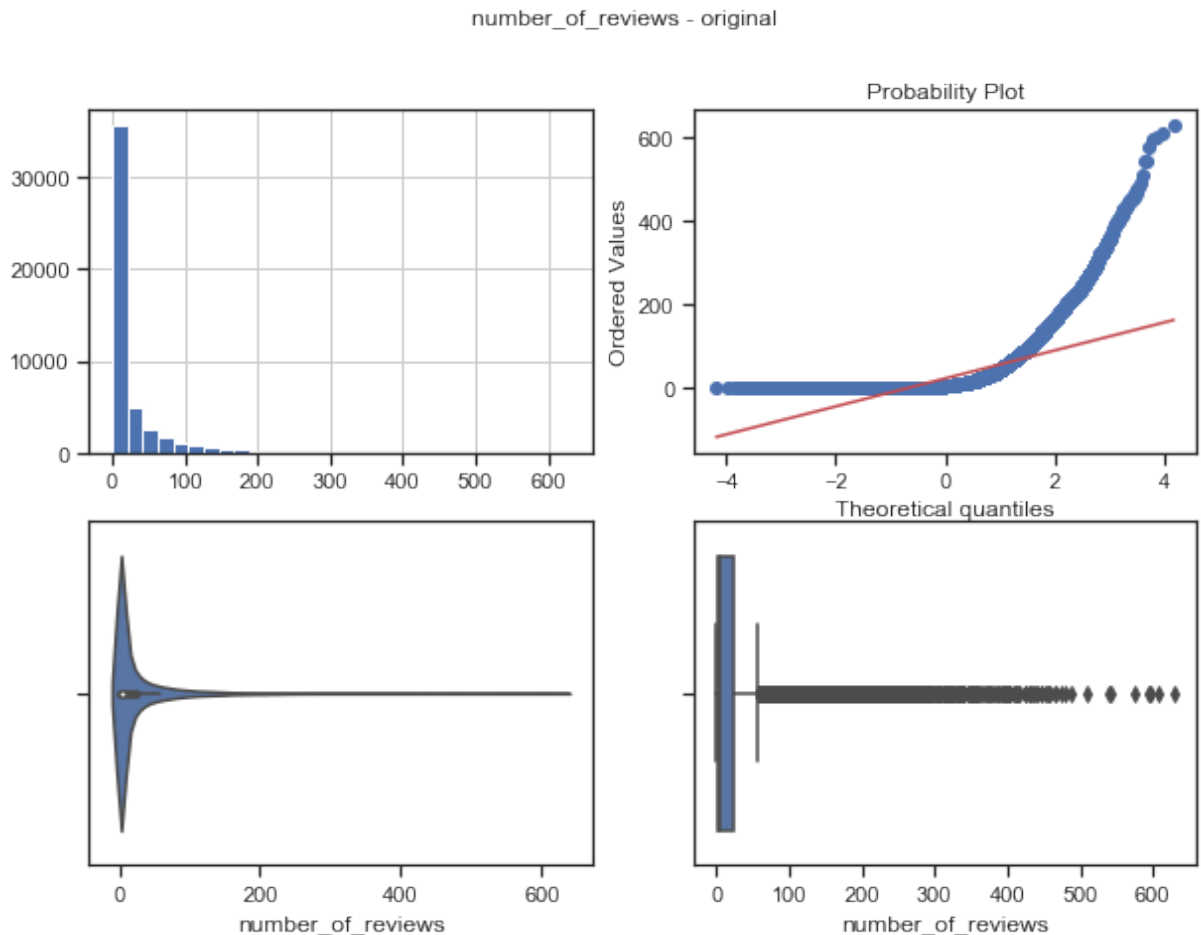 number_of_reviews - original
30000
20000
10000
0
0 100 200 300 400 500 600
Probability Plot
Ordered Values
600
400
200
0
−4 −2 0 2 4
Theoretical quantiles
0 200 400 600
number_of_reviews
0 100 200 300 400 500 600
number_of_reviews